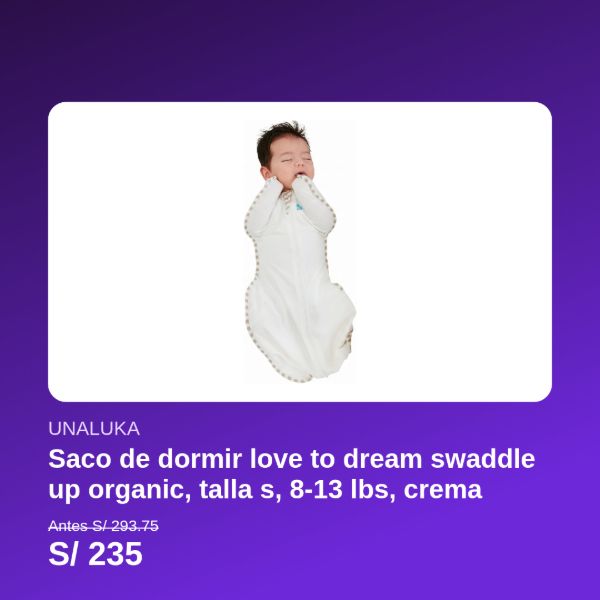 UNALUKA
Saco de dormir love to dream swaddle
up organic, talla s, 8-13 lbs, crema
Antes S/ 293.75
S/ 235